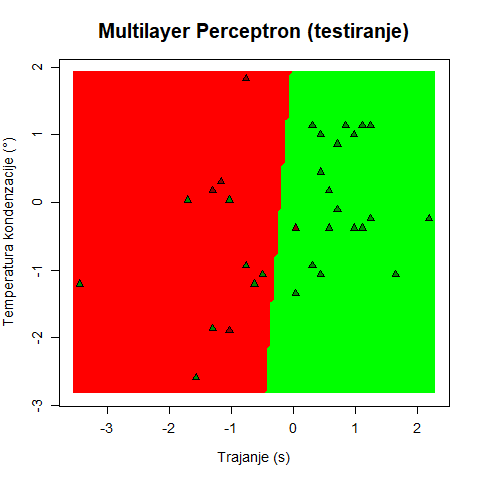 Multilayer Perceptron (testiranje)
Temperatura kondenzacije (°)
2
1
0
-1
-2
-3
-3 -2 -1 0 1 2
Trajanje (s)